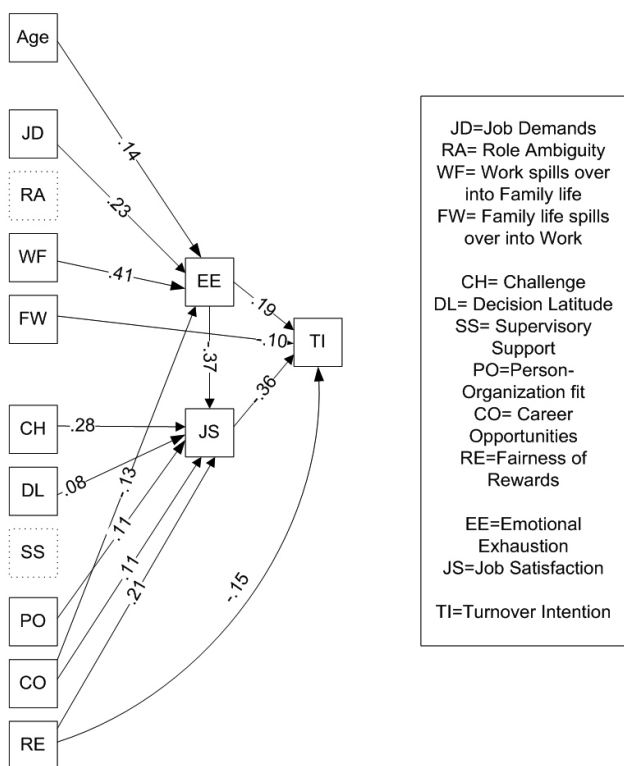 Age
JD
RA
WF
FW
CH
DL
SS
PO
CO
RE
EE
JS
TI
.14
.23
.41
.19
-.10
.37
-.36
.28
.08
-.13
.11
.11
.21
-.15
JD=Job Demands
RA= Role Ambiguity
WF= Work spills over
into Family life
FW= Family life spills
over into Work
CH= Challenge
DL= Decision Latitude
SS= Supervisory
Support
PO=Person-
Organization fit
CO= Career
Opportunities
RE=Fairness of
Rewards
EE=Emotional
Exhaustion
JS=Job Satisfaction
TI=Turnover Intention